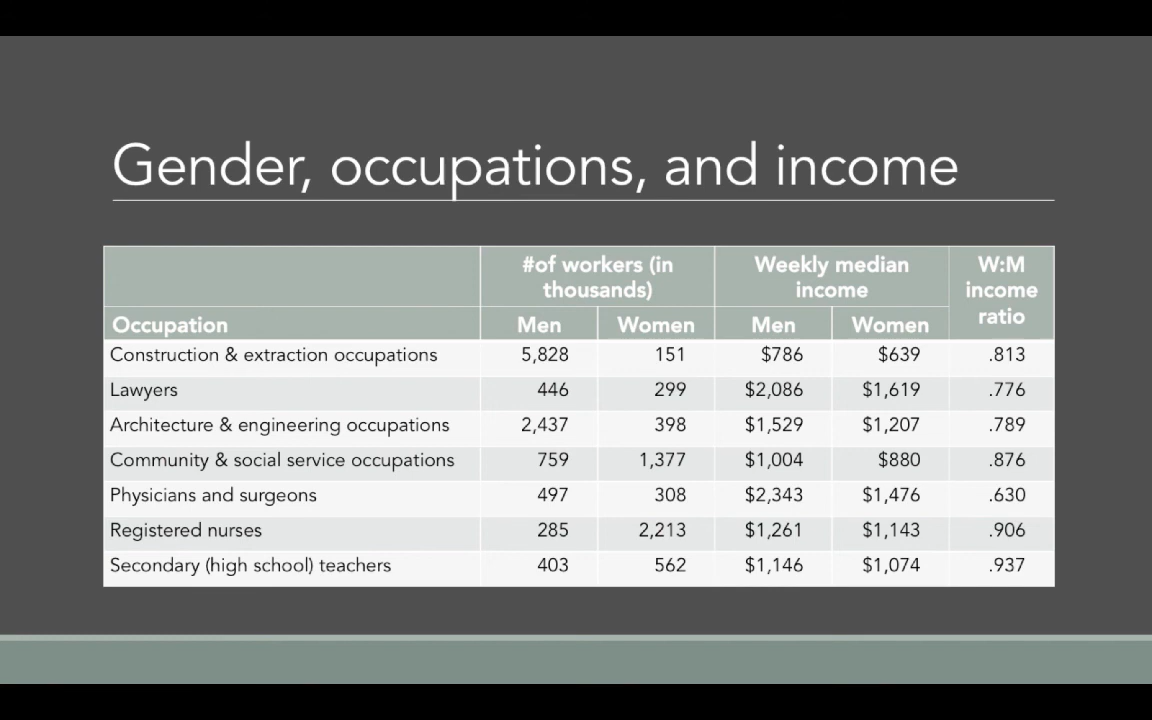 Gender, occupations, and income
#of workers (in thousands) Weekly median income W:M income ratio
Occupation Men Women Men Women
Construction & extraction occupations 5,828 151 $786 $639 .813
Lawyers 446 299 $2,086 $1,619 .776
Architecture & engineering occupations 2,437 398 $1,529 $1,207 .789
Community & social service occupations 759 1,377 $1,004 $880 .876
Physicians and surgeons 497 308 $2,343 $1,476 .630
Registered nurses 285 2,213 $1,261 $1,143 .906
Secondary (high school) teachers 403 562 $1,146 $1,074 .937